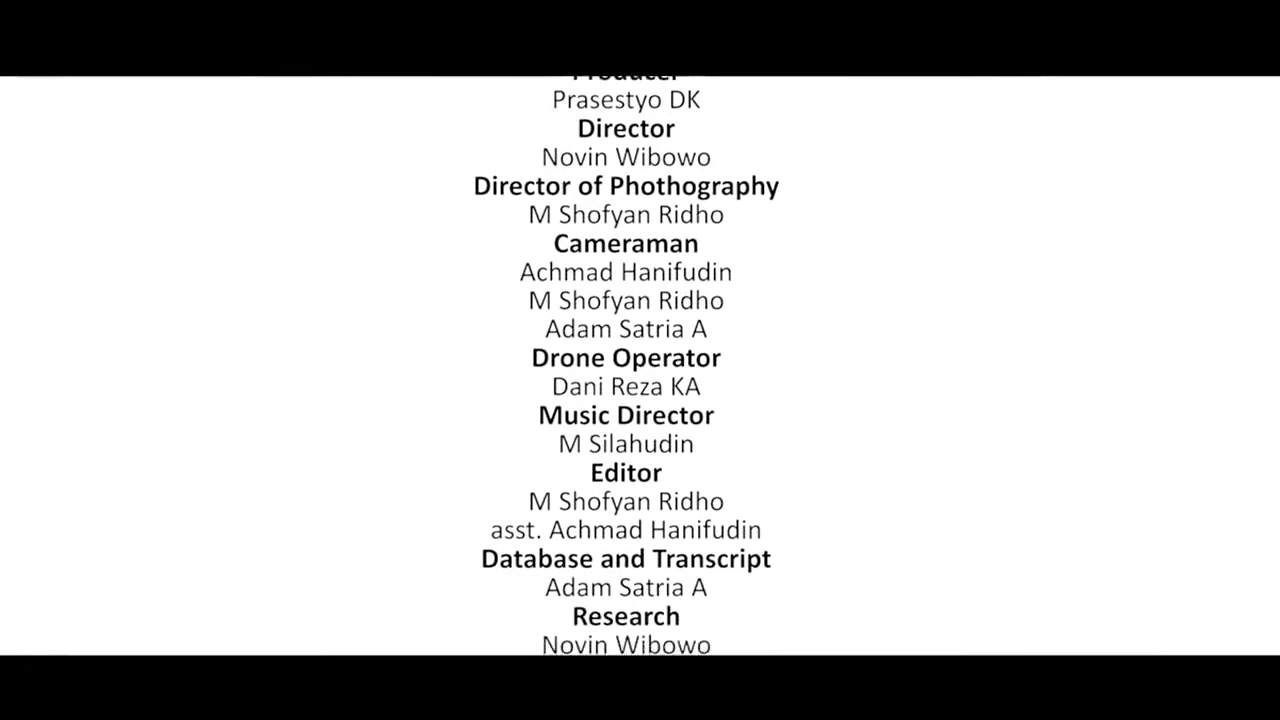 Producer
Prasestyo DK
Director
Novin Wibowo
Director of Phothography
M Shofyan Ridho
Cameraman
Achmad Hanifudin
M Shofyan Ridho
Adam Satria A
Drone Operator
Dani Reza KA
Music Director
M Silahudin
Editor
M Shofyan Ridho
asst. Achmad Hanifudin
Database and Transcript
Adam Satria A
Research
Novin Wibowo